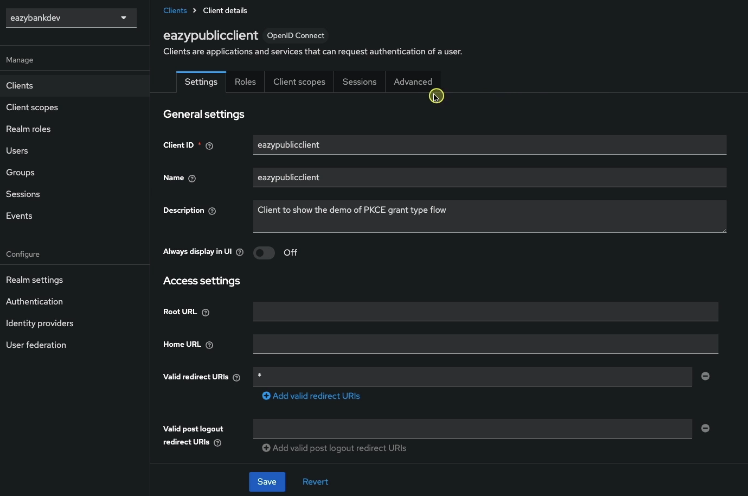 eazybankdev
Manage
Clients
Client scopes
Realm roles
Users
Groups
Sessions
Events
Configure
Realm settings
Authentication
Identity providers
User federation
Clients > Client details
eazypublicclient OpenID Connect
Clients are applications and services that can request authentication of a user.
Settings Roles Client scopes Sessions Advanced
General settings
Client ID * eazypublicclient
Name eazypublicclient
Description Client to show the demo of PKCE grant type flow
Always display in UI Off
Access settings
Root URL
Home URL
Valid redirect URIs *
Add valid redirect URIs
Valid post logout
redirect URIs
Add valid post logout redirect URIs
Save Revert